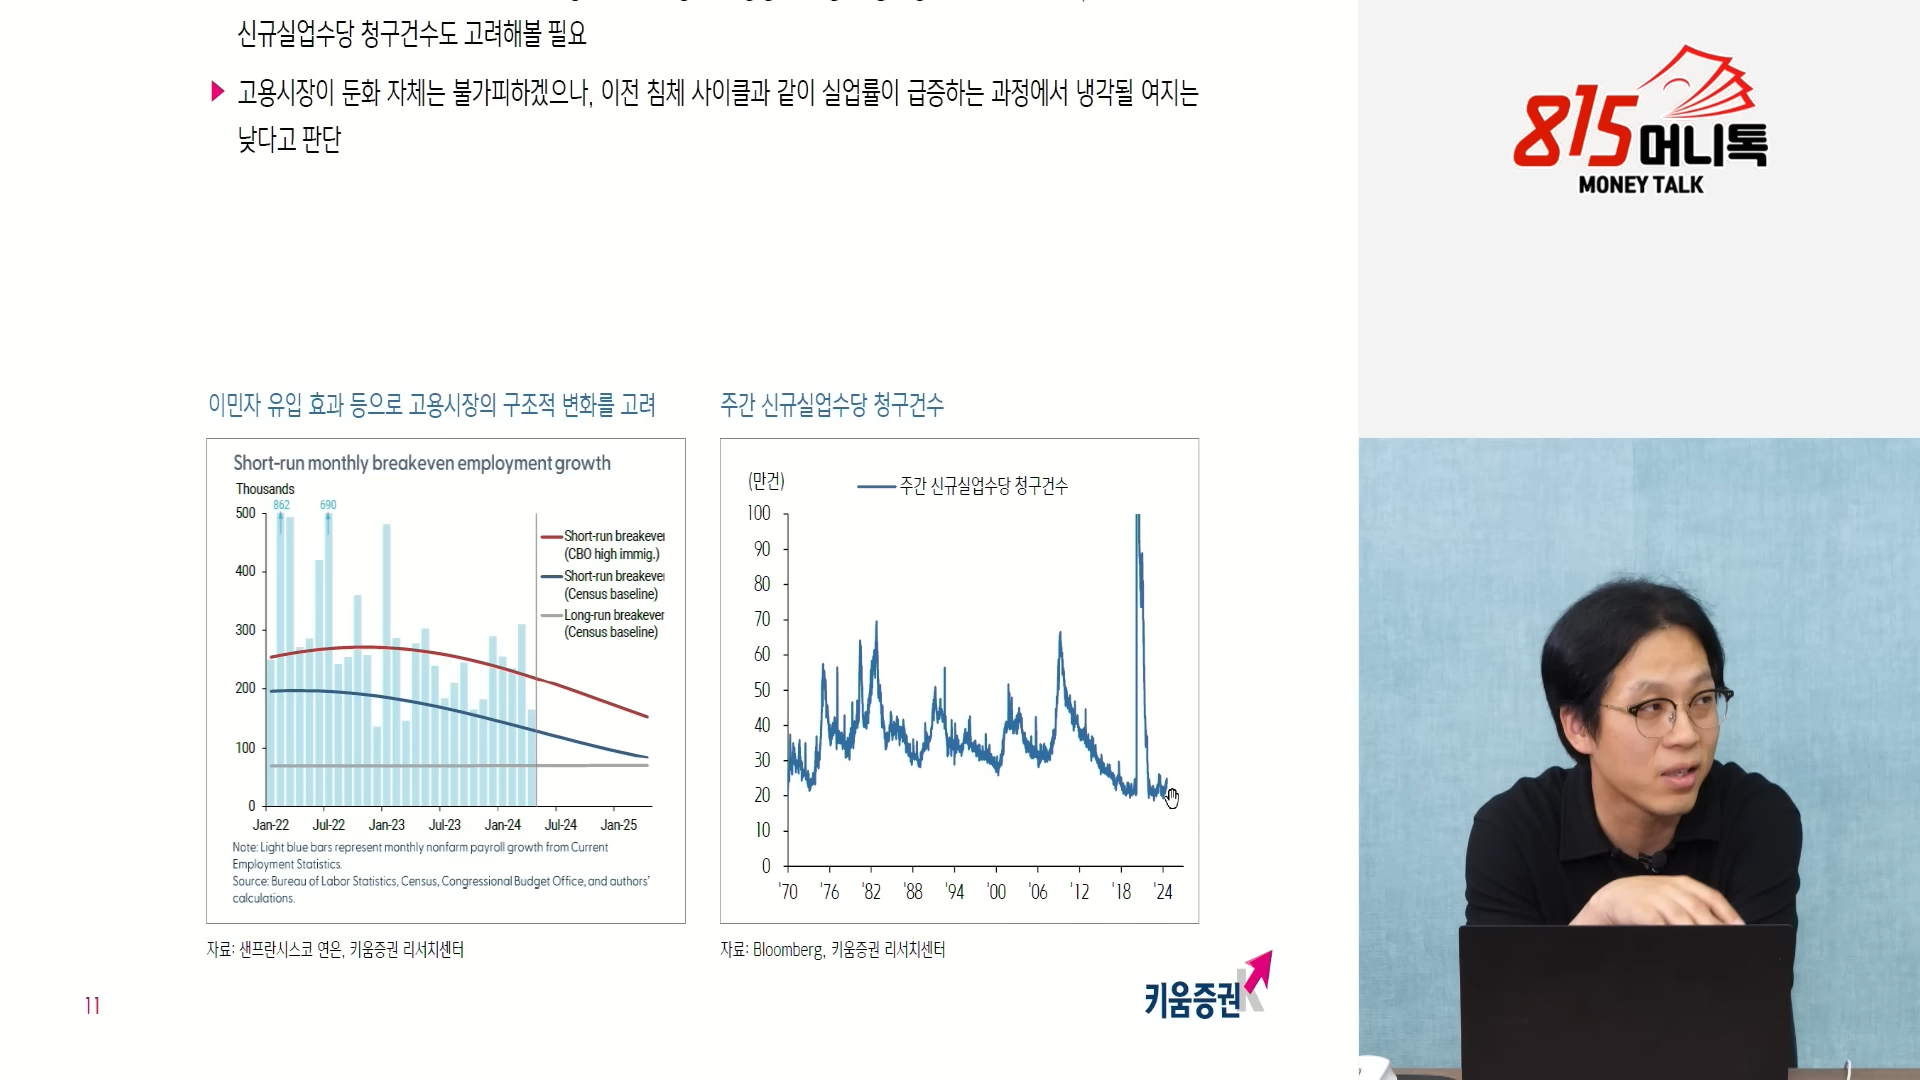 신규실업수당 청구건수도 고려해볼 필요
고용시장이 둔화 자체는 불가피하겠으나, 이전 침체 사이클과 같이 실업률이 급증하는 과정에서 냉각될 여지는
낮다고 판단
815머니톡
MONEY TALK
이민자 유입 효과 등으로 고용시장의 구조적 변화를 고려
Short-run monthly breakeven employment growth
Thousands
862
690
500
400
300
200
100
0
Short-run breakeve
(CBO high immig.)
Short-run breakeve
(Census baseline)
Long-run breakever
(Census baseline)
Jan-22
Jul-22
Jan-23
Jul-23
Jan-24
Jul-24
Jan-25
Note: Light blue bars represent monthly nonfarm payroll growth from Current
Employment Statistics.
Source: Bureau of Labor Statistics, Census, Congressional Budget Office, and authors'
calculations.
자료: 샌프란시스코 연은, 키움증권 리서치센터
주간 신규실업수당 청구건수
(만건)
주간 신규실업수당 청구건수
100
90
80
70
60
50
40
30
20
10
0
'70
'76
'82
'88
'94
'00
'06
'12
'18
'24
자료: Bloomberg, 키움증권 리서치센터
11
키움증권